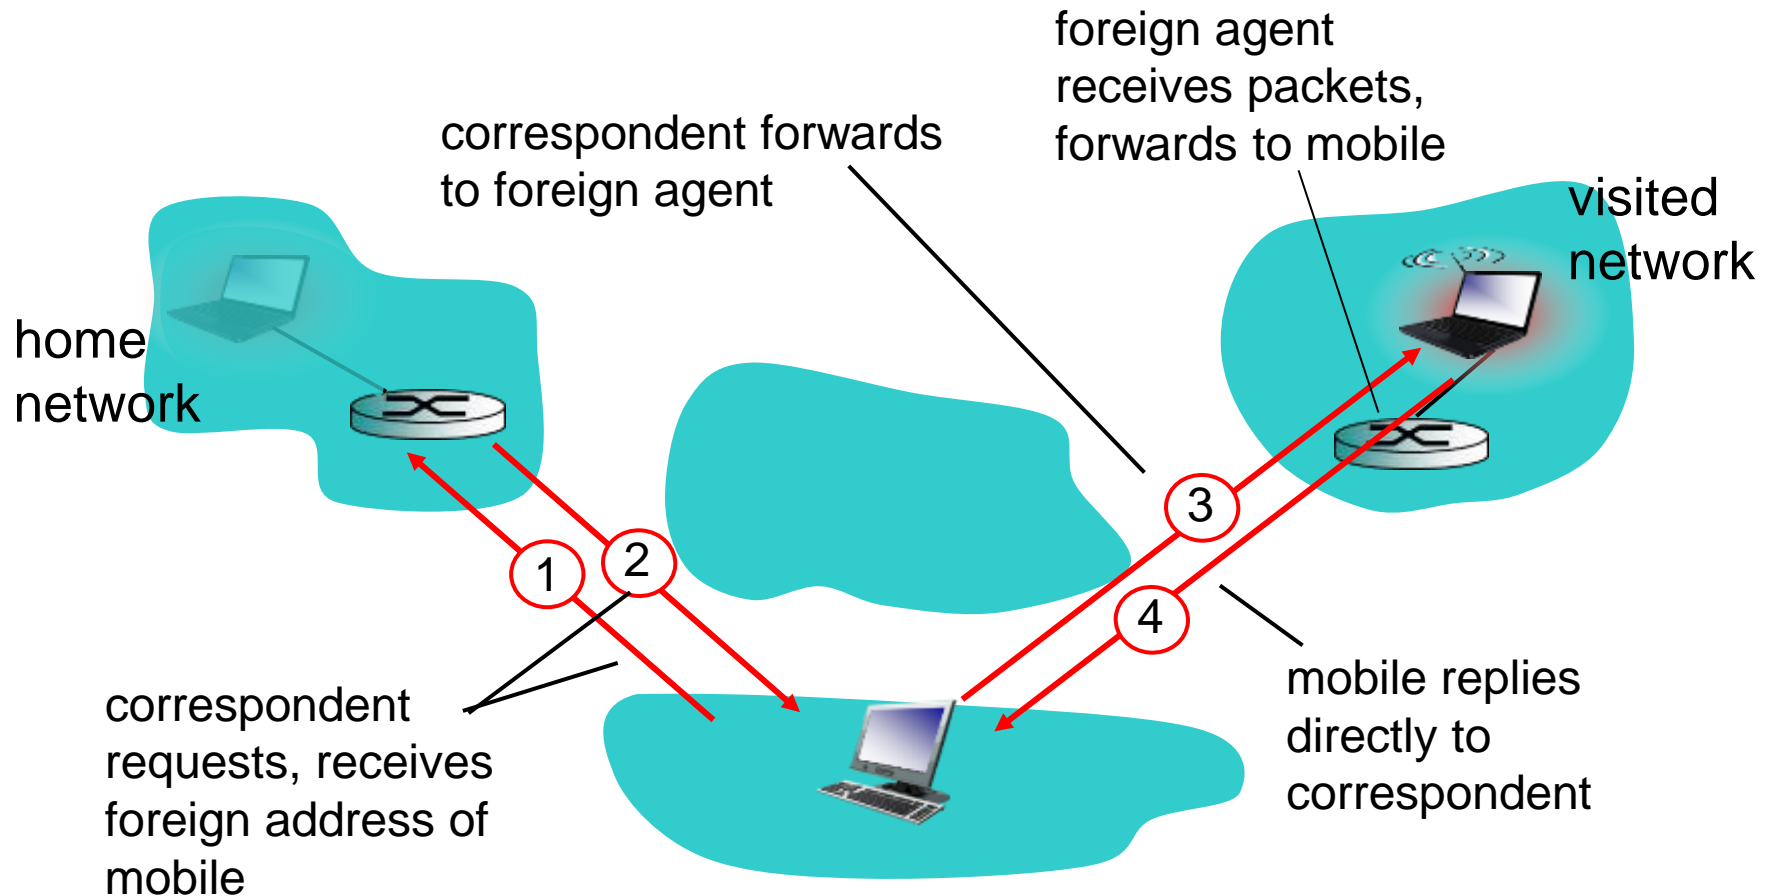 foreign agent
receives packets,
forwards to mobile
correspondent forwards
to foreign agent
visited
network
home
network
3
2
1
4
correspondent
requests, receives
foreign address of
mobile
mobile replies
directly to
correspondent